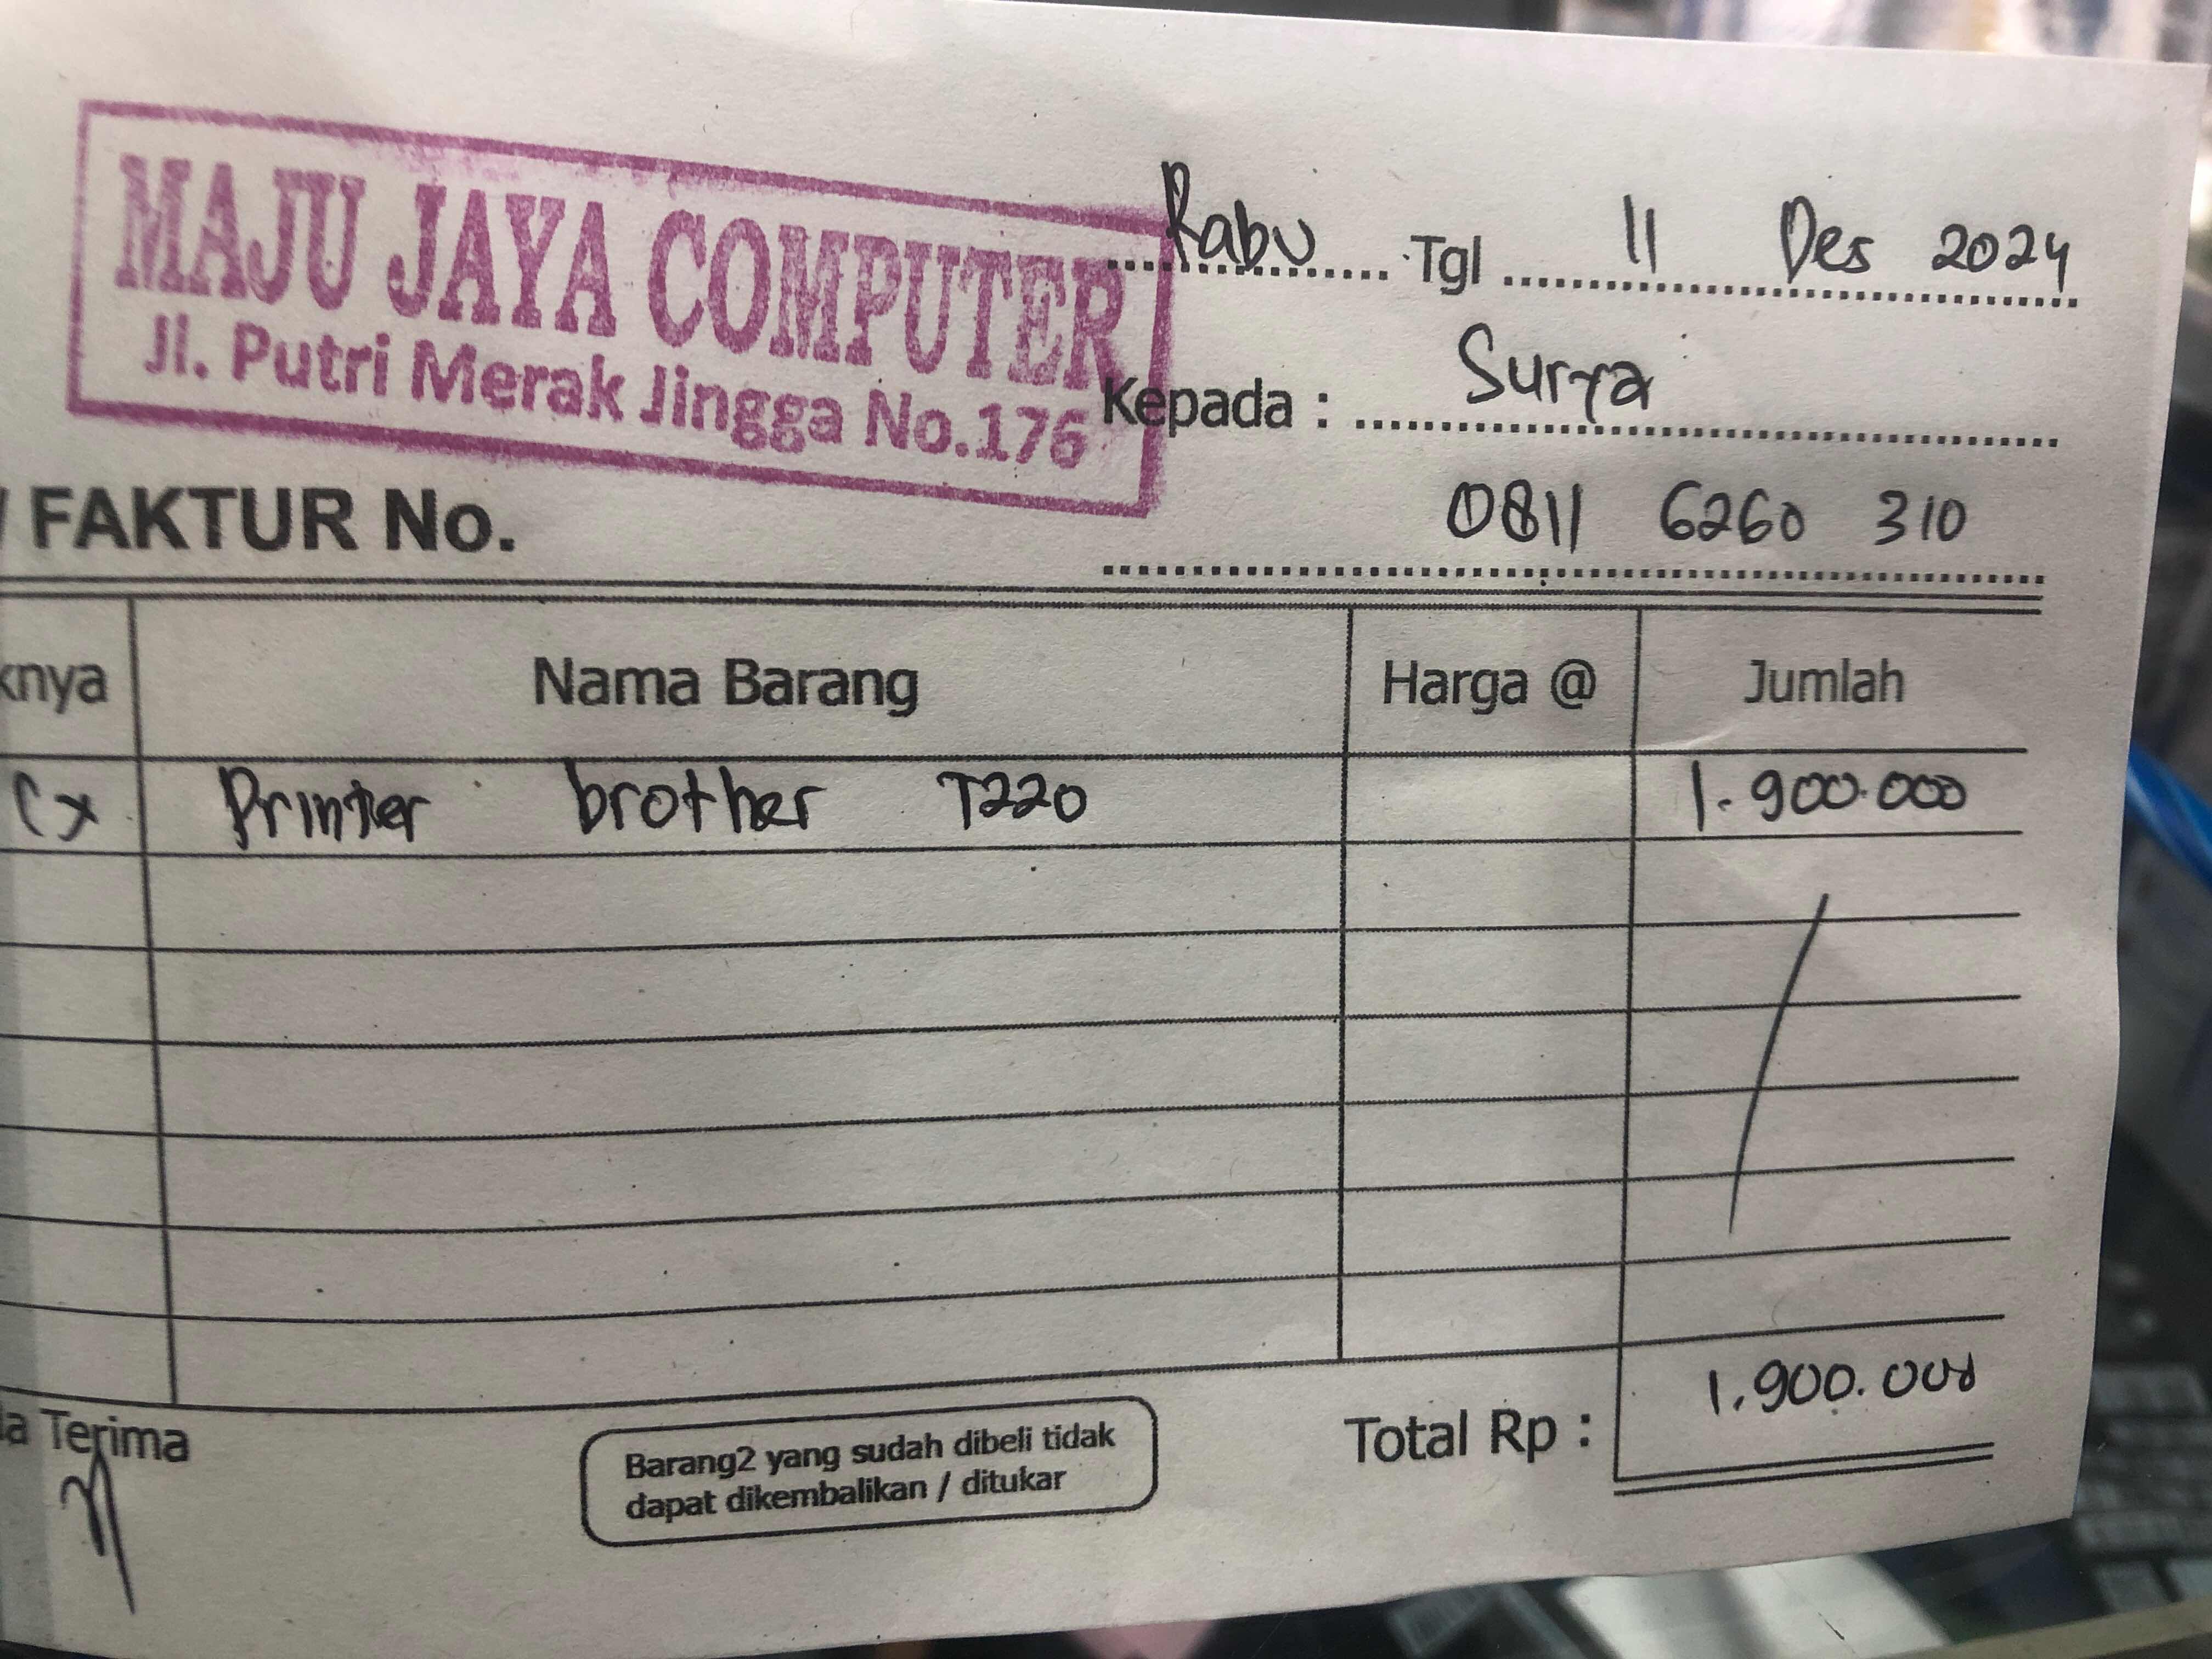 MAJU JAYA COMPUTER
Jl. Putri Merak Jingga No.176
Rabu Tgl 11 Des 2024
Kepada : Surya
0811 6260 310
/ FAKTUR No.
knya Nama Barang Harga @ Jumlah
Printer brother T220 1.900.000
Total Rp : 1.900.000
a Terima
Barang2 yang sudah dibeli tidak
dapat dikembalikan / ditukar